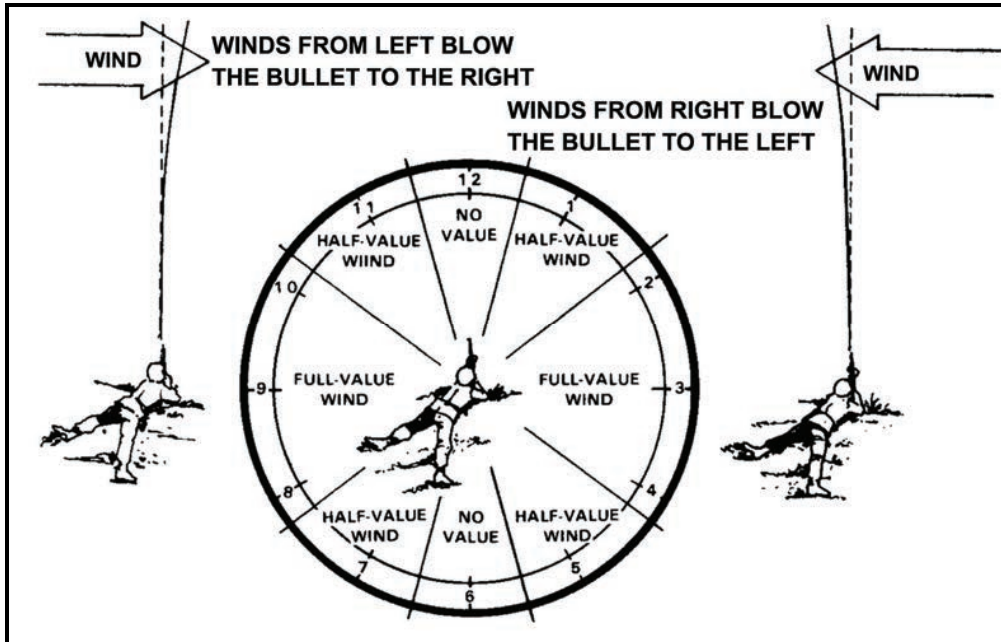 WIND
WINDS FROM LEFT BLOW
THE BULLET TO THE RIGHT
WIND
WINDS FROM RIGHT BLOW
THE BULLET TO THE LEFT
12
11
1
NO
VALUE
HALF-VALUE
WIIND
HALF-VALUE
WIND
10
2
9
FULL-VALUE
WIND
FULL-VALUE
WIND
3
8
4
HALF-VALUE
WIND
NO
VALUE
HALF-VALUE
WIND
7
5
6